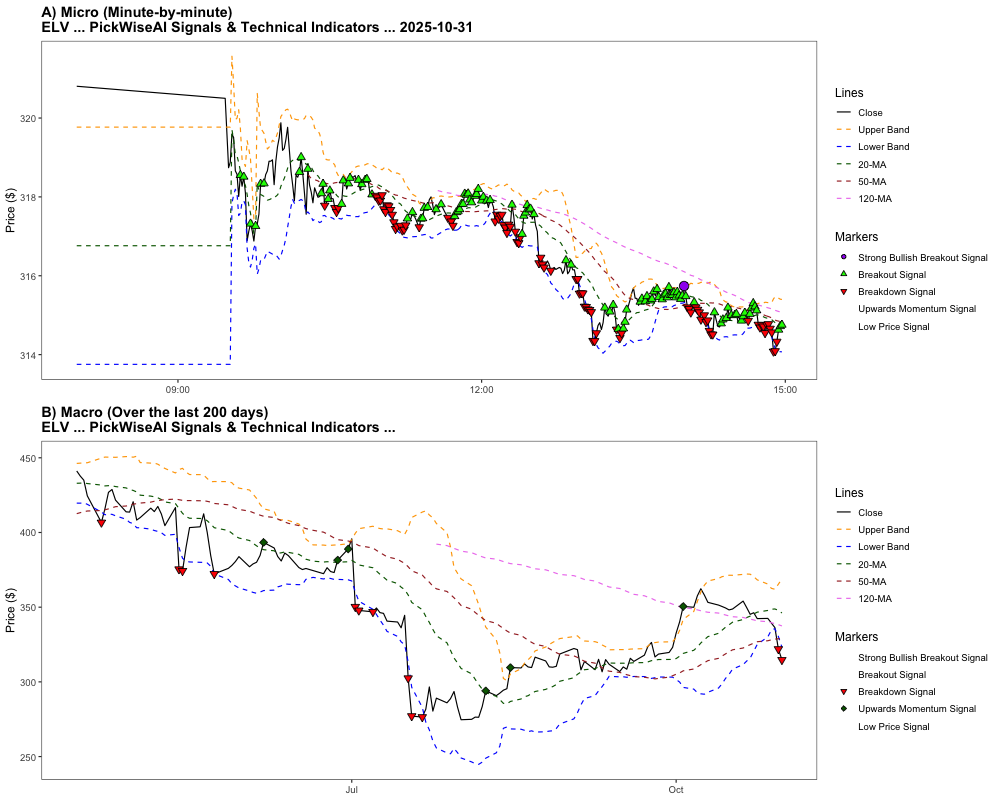 A) Micro (Minute-by-minute)
ELV ... PickWiseAI Signals & Technical Indicators ... 2025-10-31
Price ($)
320
318
316
314
09:00
12:00
15:00
Lines
Close
Upper Band
Lower Band
20-MA
50-MA
120-MA
Markers
Strong Bullish Breakout Signal
Breakout Signal
Breakdown Signal
Upwards Momentum Signal
Low Price Signal
B) Macro (Over the last 200 days)
ELV ... PickWiseAI Signals & Technical Indicators ...
Price ($)
450
400
350
300
250
Jul
Oct
Lines
Close
Upper Band
Lower Band
20-MA
50-MA
120-MA
Markers
Strong Bullish Breakout Signal
Breakout Signal
Breakdown Signal
Upwards Momentum Signal
Low Price Signal